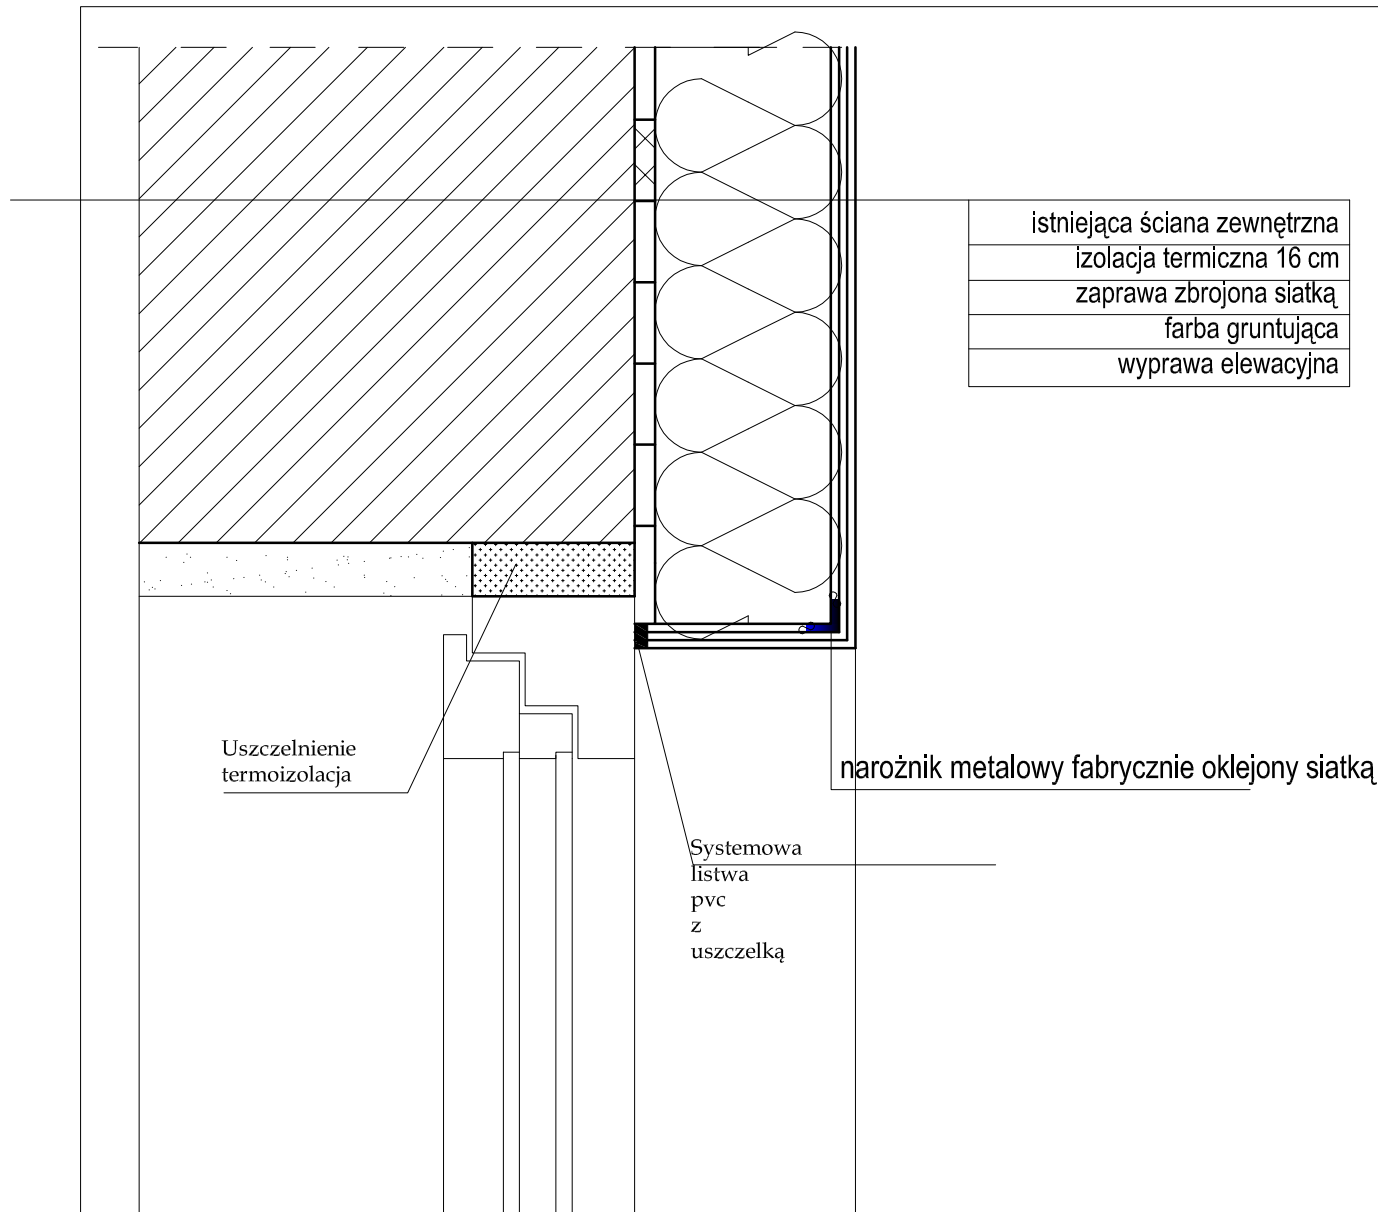 istniejąca ściana zewnętrzna
izolacja termiczna 16 cm
zaprawa zbrojona siatką
farba gruntująca
wyprawa elewacyjna
Uszczelnienie
termoizolacja
narożnik metalowy fabrycznie oklejony siatką
Systemowa
listwa
pvc
z
uszczelką